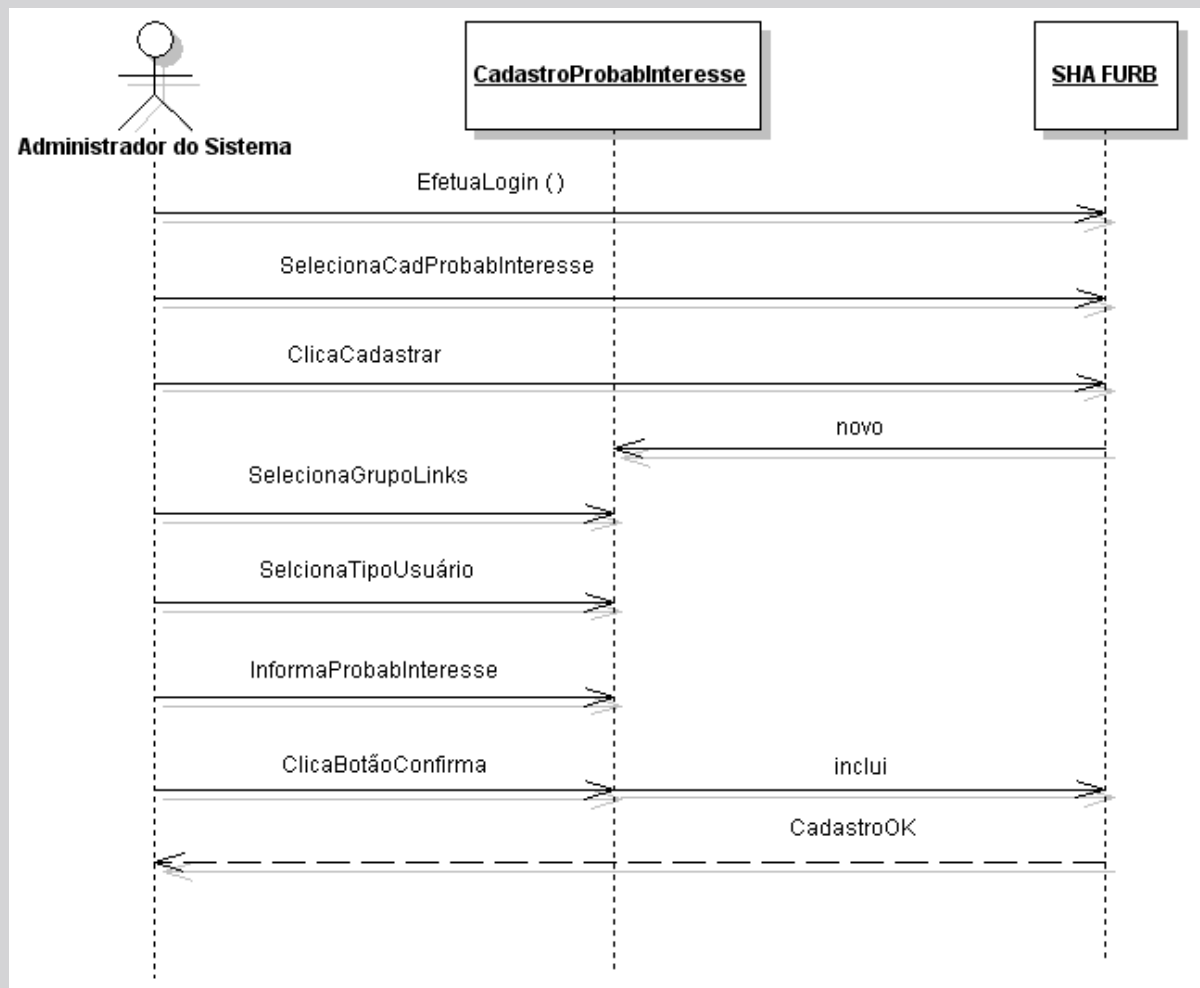 CadastroProbabInteresse
SHA FURB
Administrador do Sistema
EfetuaLogin ()
SelecionaCadProbabInteresse
ClicaCadastrar
novo
SelecionaGrupoLinks
SelcionaTipoUsuário
InformaProbabInteresse
ClicaBotãoConfirma
inclui
CadastroOK